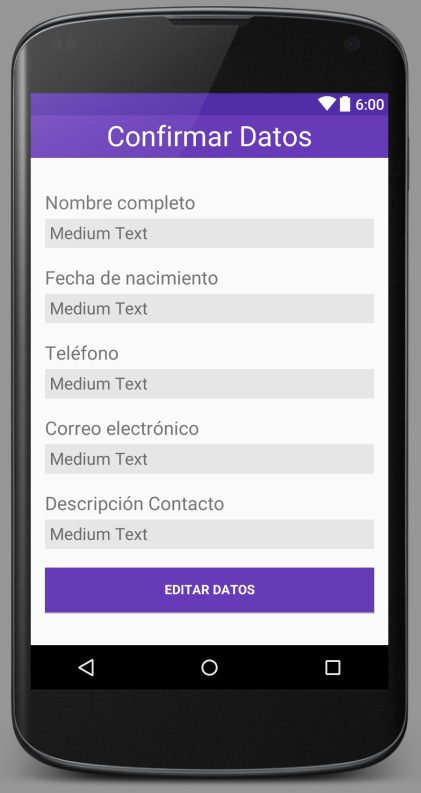 6:00
Confirmar Datos
Nombre completo
Medium Text
Fecha de nacimiento
Medium Text
Teléfono
Medium Text
Correo electrónico
Medium Text
Descripción Contacto
Medium Text
EDITAR DATOS